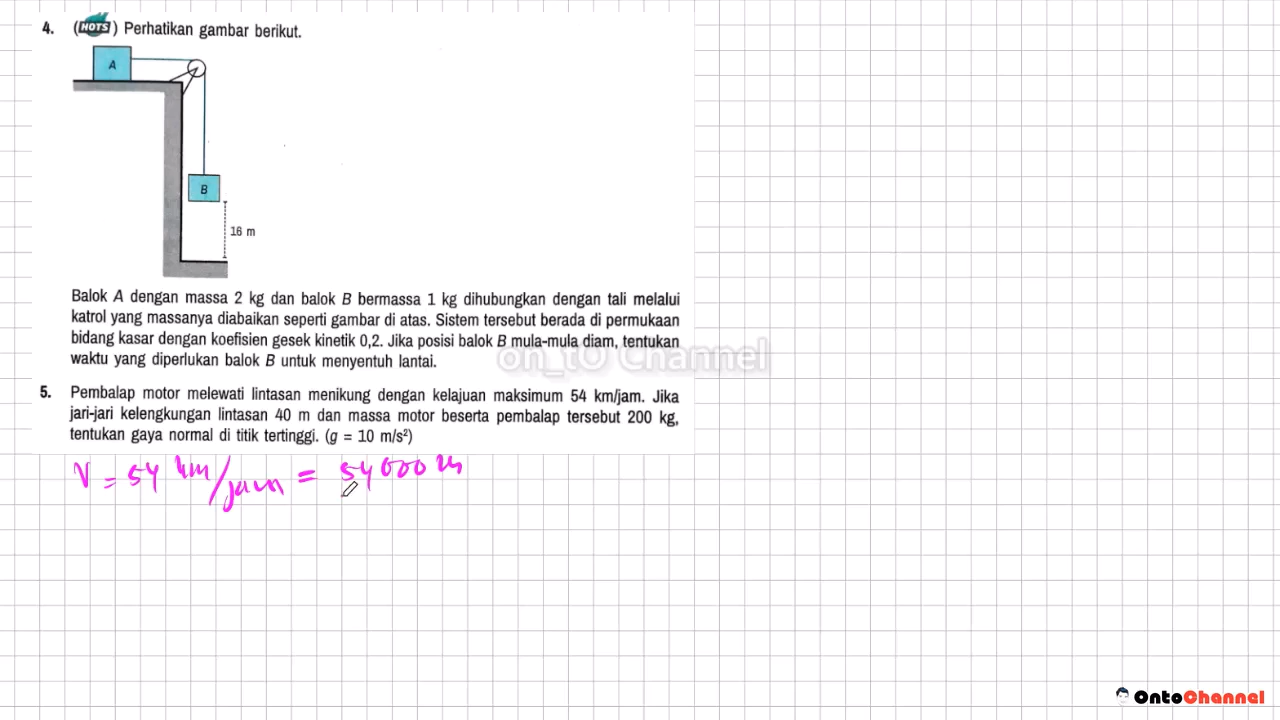 4. (HOTS) Perhatikan gambar berikut.
A
B
16 m
Balok A dengan massa 2 kg dan balok B bermassa 1 kg dihubungkan dengan tali melalui
katrol yang massanya diabaikan seperti gambar di atas. Sistem tersebut berada di permukaan
bidang kasar dengan koefisien gesek kinetik 0,2. Jika posisi balok B mula-mula diam, tentukan
waktu yang diperlukan balok B untuk menyentuh lantai.
on_tO Channel
5. Pembalap motor melewati lintasan menikung dengan kelajuan maksimum 54 km/jam. Jika
jari-jari kelengkungan lintasan 40 m dan massa motor beserta pembalap tersebut 200 kg,
tentukan gaya normal di titik tertinggi. (g = 10 m/s²)
V = 54 km/jam = 54000 m
OntoChannel